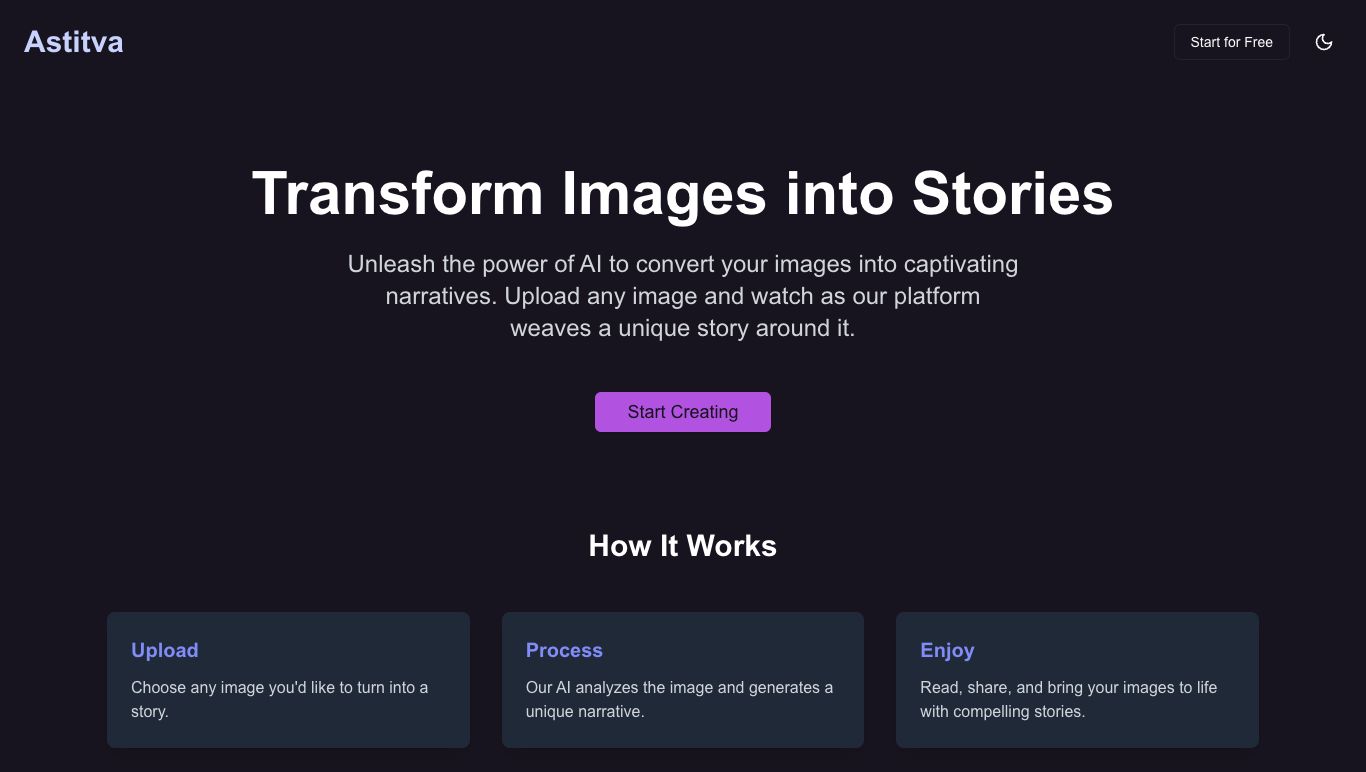 Astitva
Start for Free
Transform Images into Stories
Unleash the power of AI to convert your images into captivating
narratives. Upload any image and watch as our platform
weaves a unique story around it.
Start Creating
How It Works
Upload
Choose any image you'd like to turn into a
story.
Process
Our AI analyzes the image and generates a
unique narrative.
Enjoy
Read, share, and bring your images to life
with compelling stories.